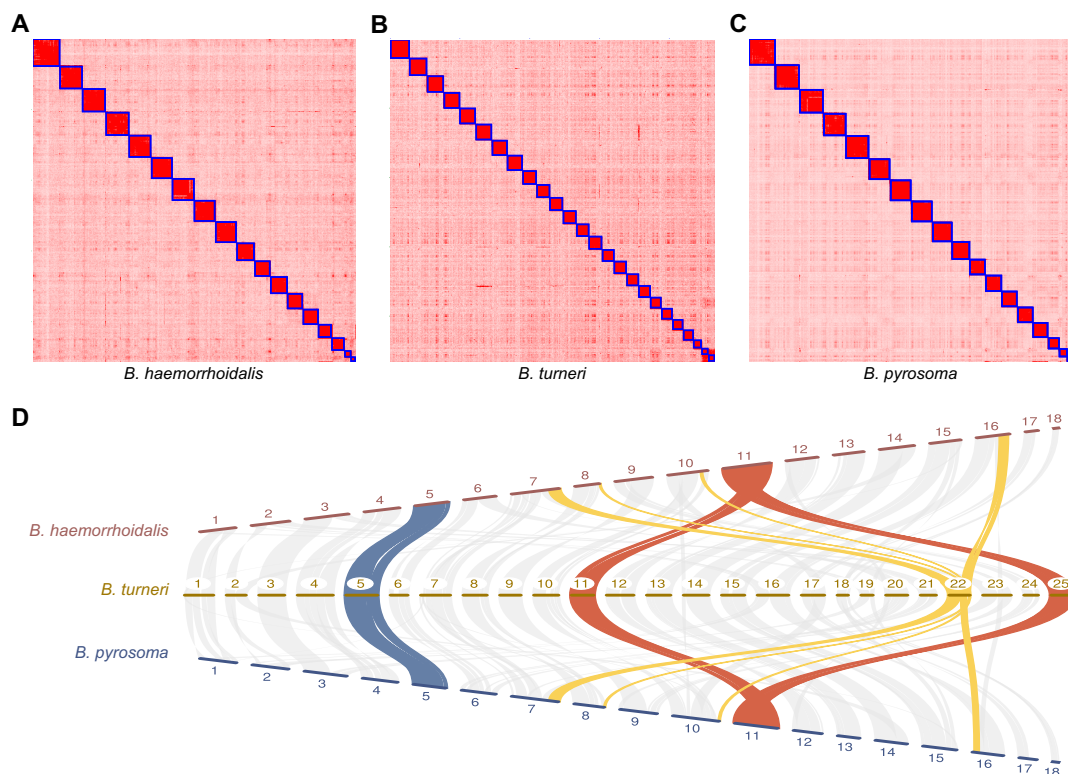 A B C
B. haemorrhoidalis B. turneri B. pyrosoma
D
1 2 3 4 5 6 7 8 9 10 11 12 13 14 15 16 17 18
B. haemorrhoidalis
B. turneri
1 2 3 4 5 6 7 8 9 10 11 12 13 14 15 16 17 18 19 20 21 22 23 24 25
B. pyrosoma
1 2 3 4 5 6 7 8 9 10 11 12 13 14 15 16 17 18